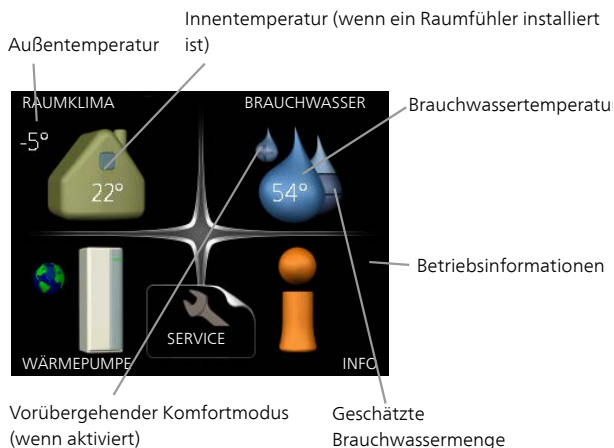 Innentemperatur (wenn ein Raumfühler installiert
ist)
Außentemperatur
RAUMKLIMA
BRAUCHWASSER
Brauchwassertemperatur
-5°
22°
54°
Betriebsinformationen
SERVICE
WÄRMEPUMPE
INFO
Vorübergehender Komfortmodus
(wenn aktiviert)
Geschätzte
Brauchwassermenge